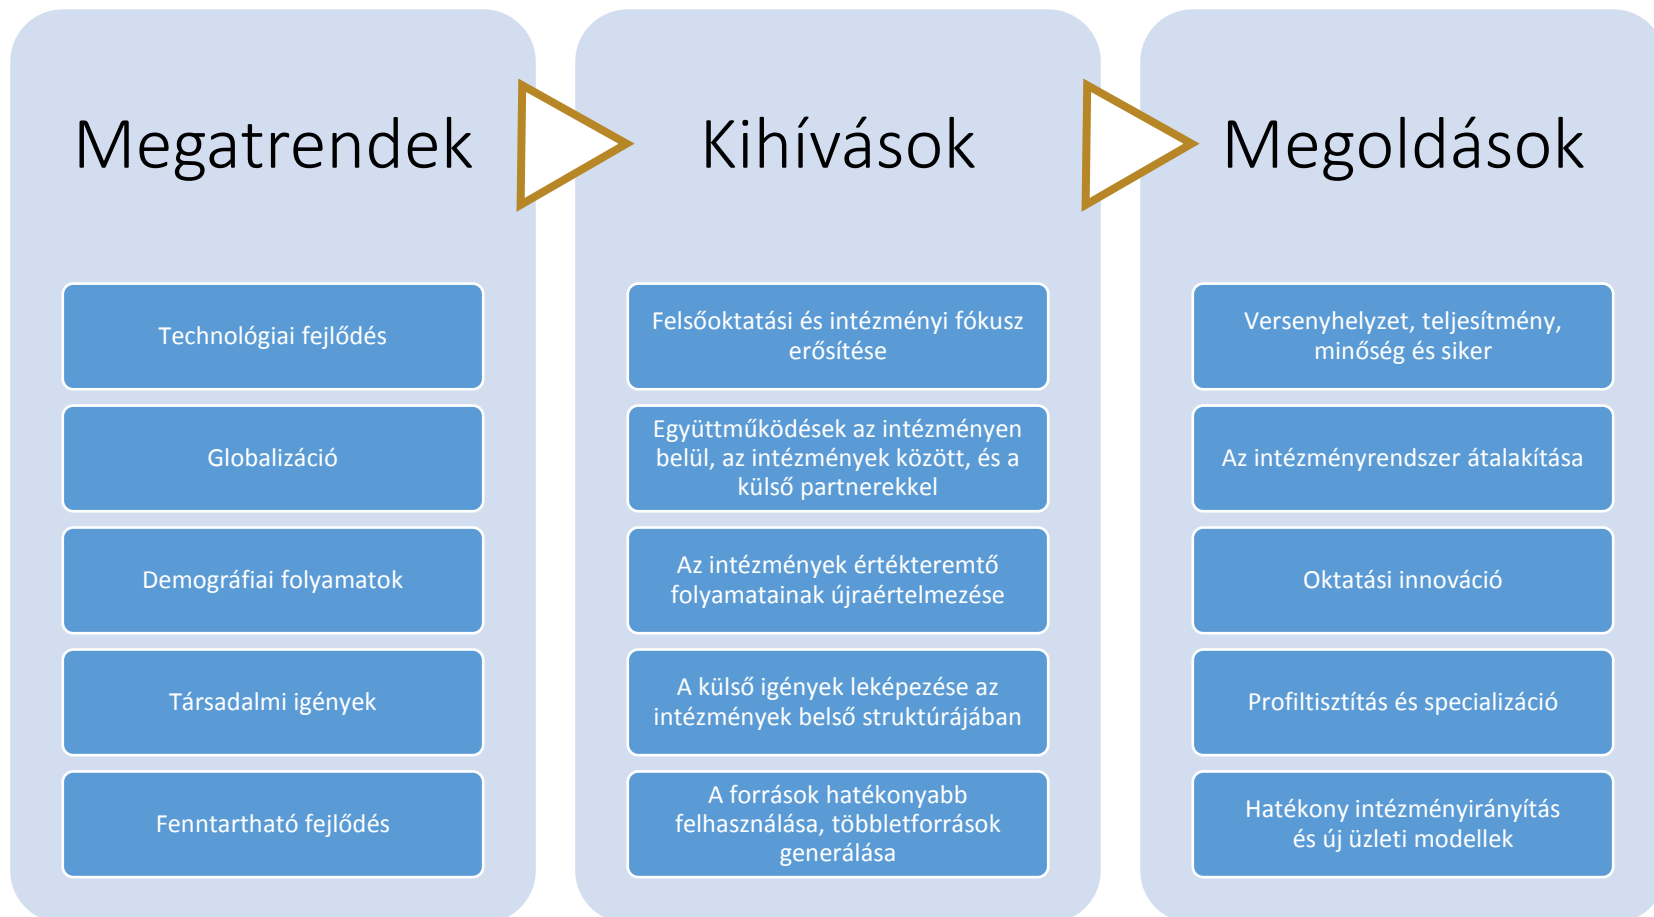 Megatrendek
Technológiai fejlődés
Globalizáció
Demográfiai folyamatok
Társadalmi igények
Fenntartható fejlődés
Kihívások
Felsőoktatási és intézményi fókusz
erősítése
Együttműködések az intézményen
belül, az intézmények között, és a
külső partnerekkel
Az intézmények értékteremtő
folyamatainak újraértelmezése
A külső igények leképezése az
intézmények belső struktúrájában
A források hatékonyabb
felhasználása, többletforrások
generálása
Megoldások
Versenyhelyzet, teljesítmény,
minőség és siker
Az intézményrendszer átalakítása
Oktatási innováció
Profiltisztítás és specializáció
Hatékony intézményirányítás
és új üzleti modellek